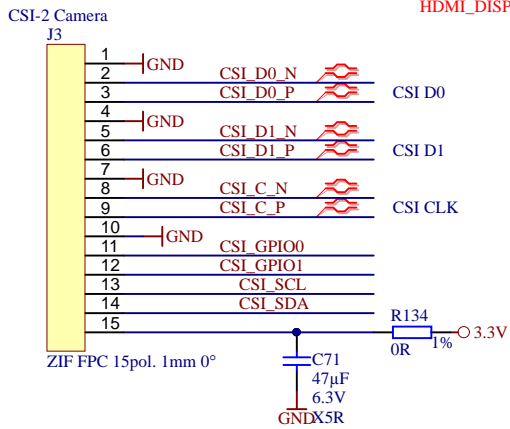 HDMI_DISP
CSI-2 Camera
J3
1 GND
2 CSI_D0_N
3 CSI_D0_P CSI D0
4 GND
5 CSI_D1_N
6 CSI_D1_P CSI D1
7 GND
8 CSI_C_N
9 CSI_C_P CSI CLK
10 GND
11 CSI_GPIO0
12 CSI_GPIO1
13 CSI_SCL
14 CSI_SDA
15
R134
0R 1% 3.3V
ZIF FPC 15pol. 1mm 0°
C71
47µF
6.3V
X5R
GND